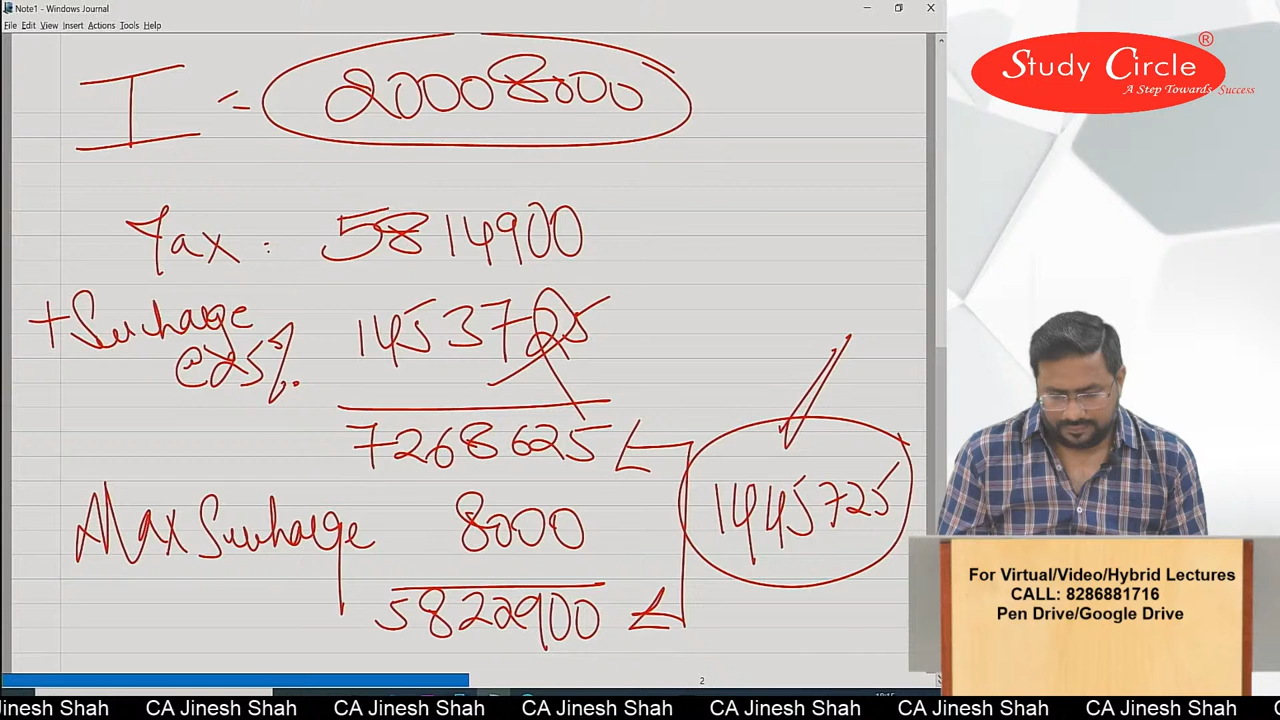 Note1 - Windows Journal
File Edit View Insert Actions Tools Help
I = 20008000
Tax : 5814900
+ Surcharge 1453725
@25%
7268625
1445725
Max Surcharge 8000
5822900
Study Circle ®
A Step Towards Success
For Virtual/Video/Hybrid Lectures
CALL: 8286881716
Pen Drive/Google Drive
2
Jinesh Shah CA Jinesh Shah CA Jinesh Shah CA Jinesh Shah CA Jinesh Shah CA Jinesh Shah CA Jinesh Shah